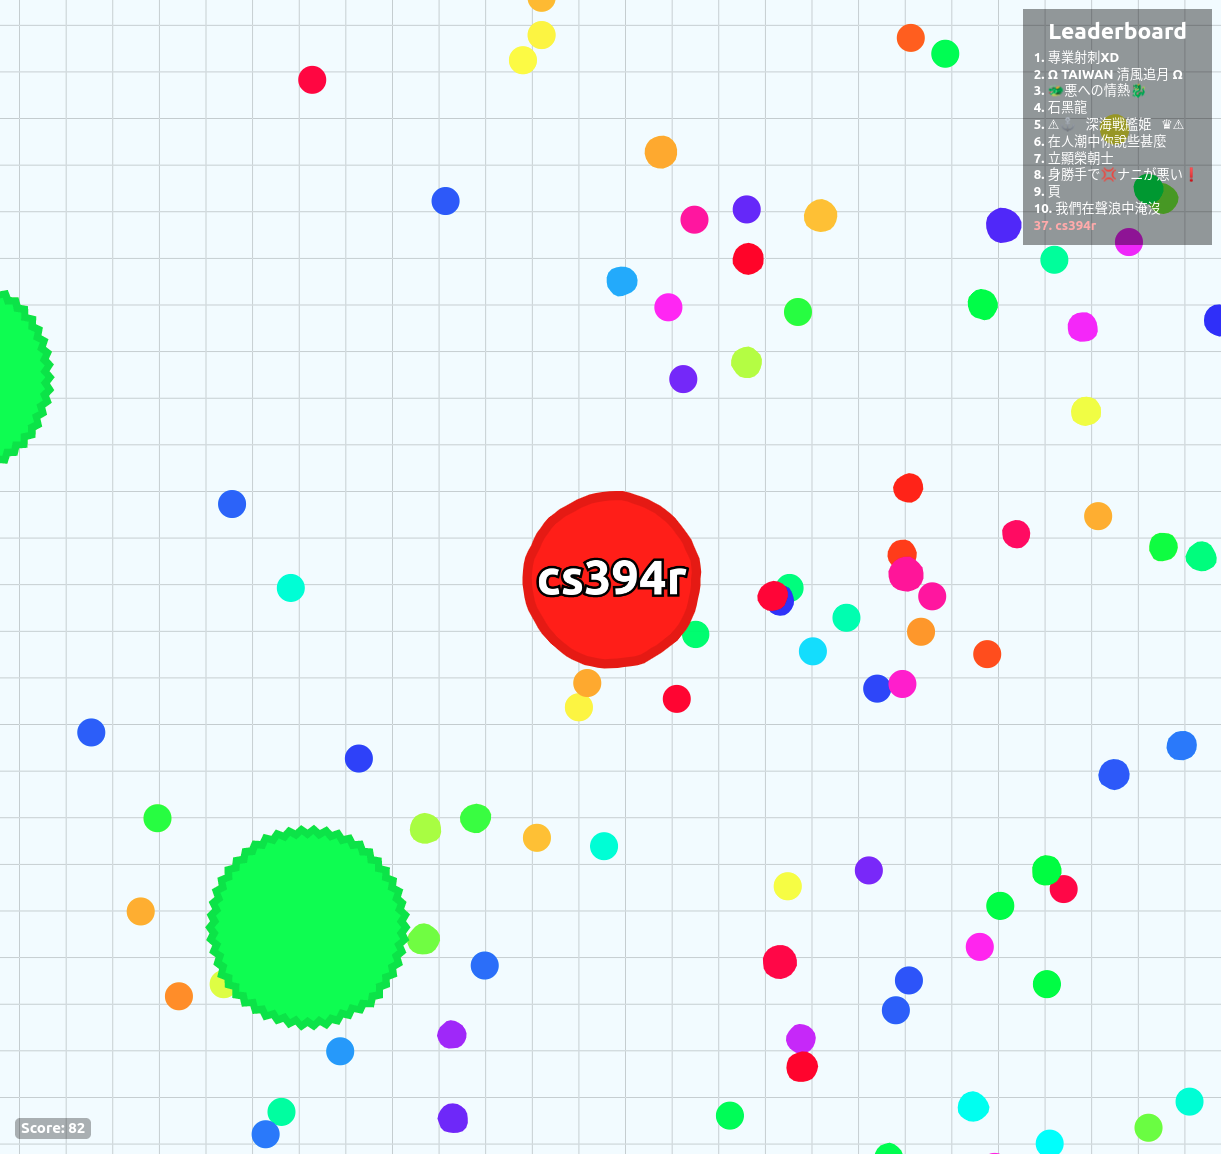 Leaderboard
1. 專業射刺XD
2. Ω TAIWAN 清風追月 Ω
3. 🐲悪への情熱🐉
4. 石黑龍
5. ⚠⚓ 深海戦艦姫 ♛⚠
6. 在人潮中你說些甚麼
7. 立顯榮朝士
8. 身勝手で💢ナニが悪い❗
9. 頁
10. 我們在聲浪中淹沒
37. cs394r
cs394r
Score: 82